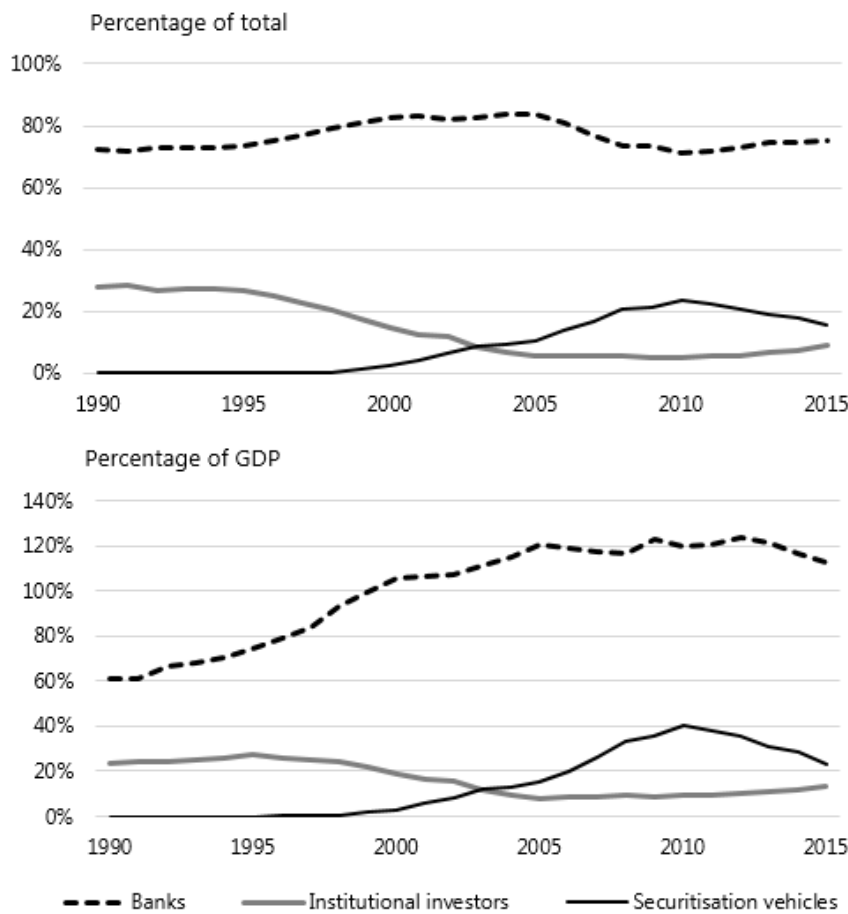 Percentage of total
100%
80%
60%
40%
20%
0%
1990 1995 2000 2005 2010 2015
Percentage of GDP
140%
120%
100%
80%
60%
40%
20%
0%
1990 1995 2000 2005 2010 2015
Banks Institutional investors Securitisation vehicles